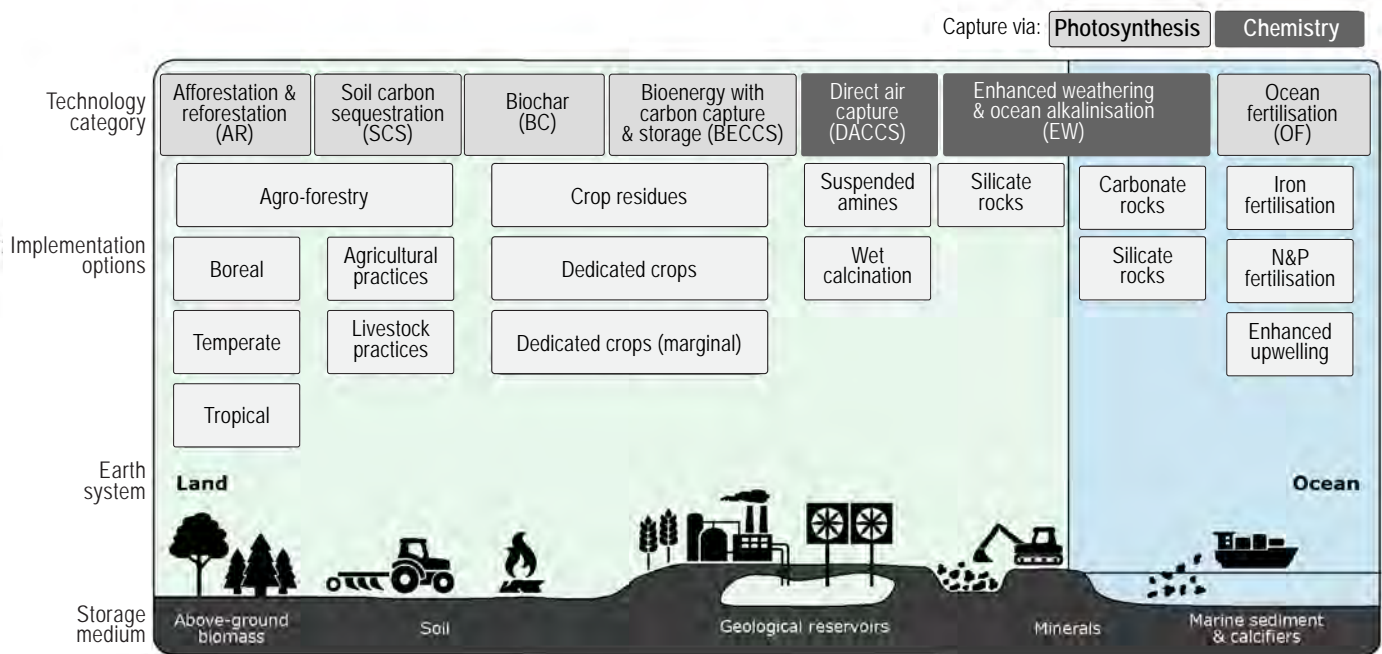 Capture via: Photosynthesis Chemistry
Technology
category
Afforestation &
reforestation
(AR)
Soil carbon
sequestration
(SCS)
Biochar
(BC)
Bioenergy with
carbon capture
& storage (BECCS)
Direct air
capture
(DACCS)
Enhanced weathering
& ocean alkalinisation
(EW)
Ocean
fertilisation
(OF)
Implementation
options
Agro-forestry
Crop residues
Suspended
amines
Silicate
rocks
Carbonate
rocks
Iron
fertilisation
Boreal
Agricultural
practices
Dedicated crops
Wet
calcination
Silicate
rocks
N&P
fertilisation
Temperate
Livestock
practices
Dedicated crops (marginal)
Enhanced
upwelling
Tropical
Earth
system
Land
Ocean
Storage
medium
Above-ground
biomass
Soil
Geological reservoirs
Minerals
Marine sediment
& calcifiers